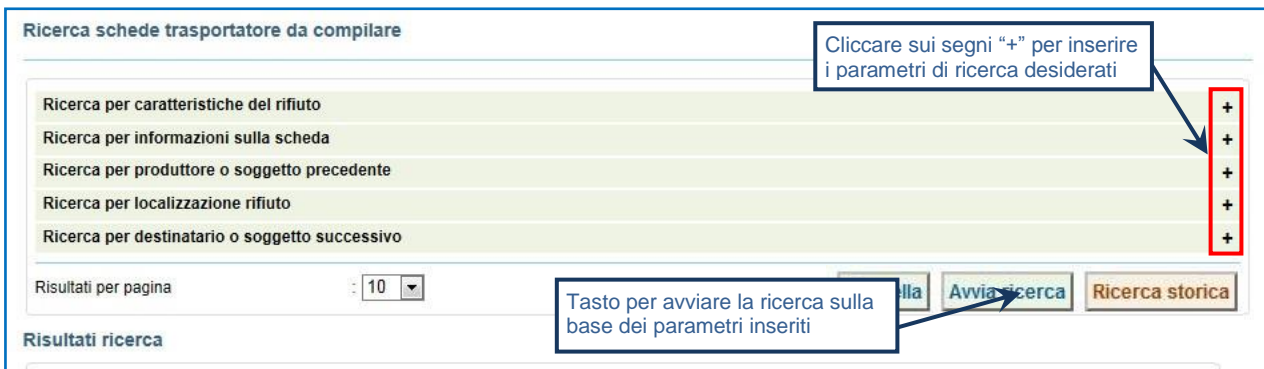 Ricerca schede trasportatore da compilare
Cliccare sui segni “+” per inserire
i parametri di ricerca desiderati
Ricerca per caratteristiche del rifiuto +
Ricerca per informazioni sulla scheda +
Ricerca per produttore o soggetto precedente +
Ricerca per localizzazione rifiuto +
Ricerca per destinatario o soggetto successivo +
Risultati per pagina : 10
Avvia ricerca Ricerca storica
Tasto per avviare la ricerca sulla
base dei parametri inseriti
Risultati ricerca